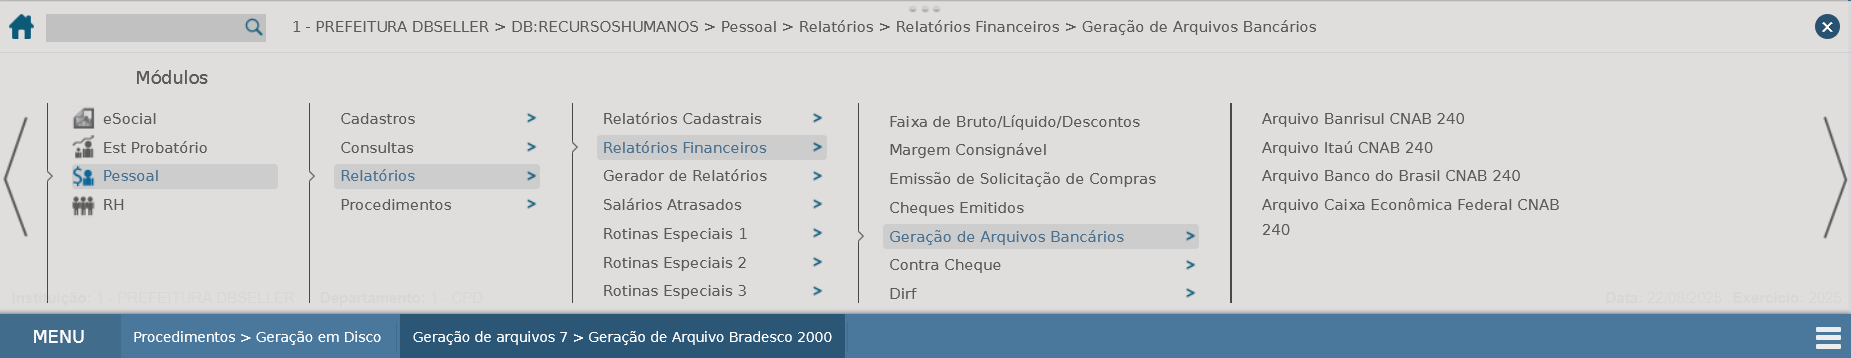 1 - PREFEITURA DBSELLER > DB:RECURSOSHUMANOS > Pessoal > Relatórios > Relatórios Financeiros > Geração de Arquivos Bancários
Módulos
eSocial
Est Probatório
Pessoal
RH
Cadastros >
Consultas >
Relatórios >
Procedimentos >
Relatórios Cadastrais >
Relatórios Financeiros >
Gerador de Relatórios >
Salários Atrasados >
Rotinas Especiais 1 >
Rotinas Especiais 2 >
Rotinas Especiais 3 >
Faixa de Bruto/Líquido/Descontos
Margem Consignável
Emissão de Solicitação de Compras
Cheques Emitidos
Geração de Arquivos Bancários >
Contra Cheque >
Dirf >
Arquivo Banrisul CNAB 240
Arquivo Itaú CNAB 240
Arquivo Banco do Brasil CNAB 240
Arquivo Caixa Econômica Federal CNAB
240
Instituição: 1 - PREFEITURA DBSELLER Departamento: 1 - CPD
Data: 22/08/2025 Exercício: 2025
MENU Procedimentos > Geração em Disco Geração de arquivos 7 > Geração de Arquivo Bradesco 2000